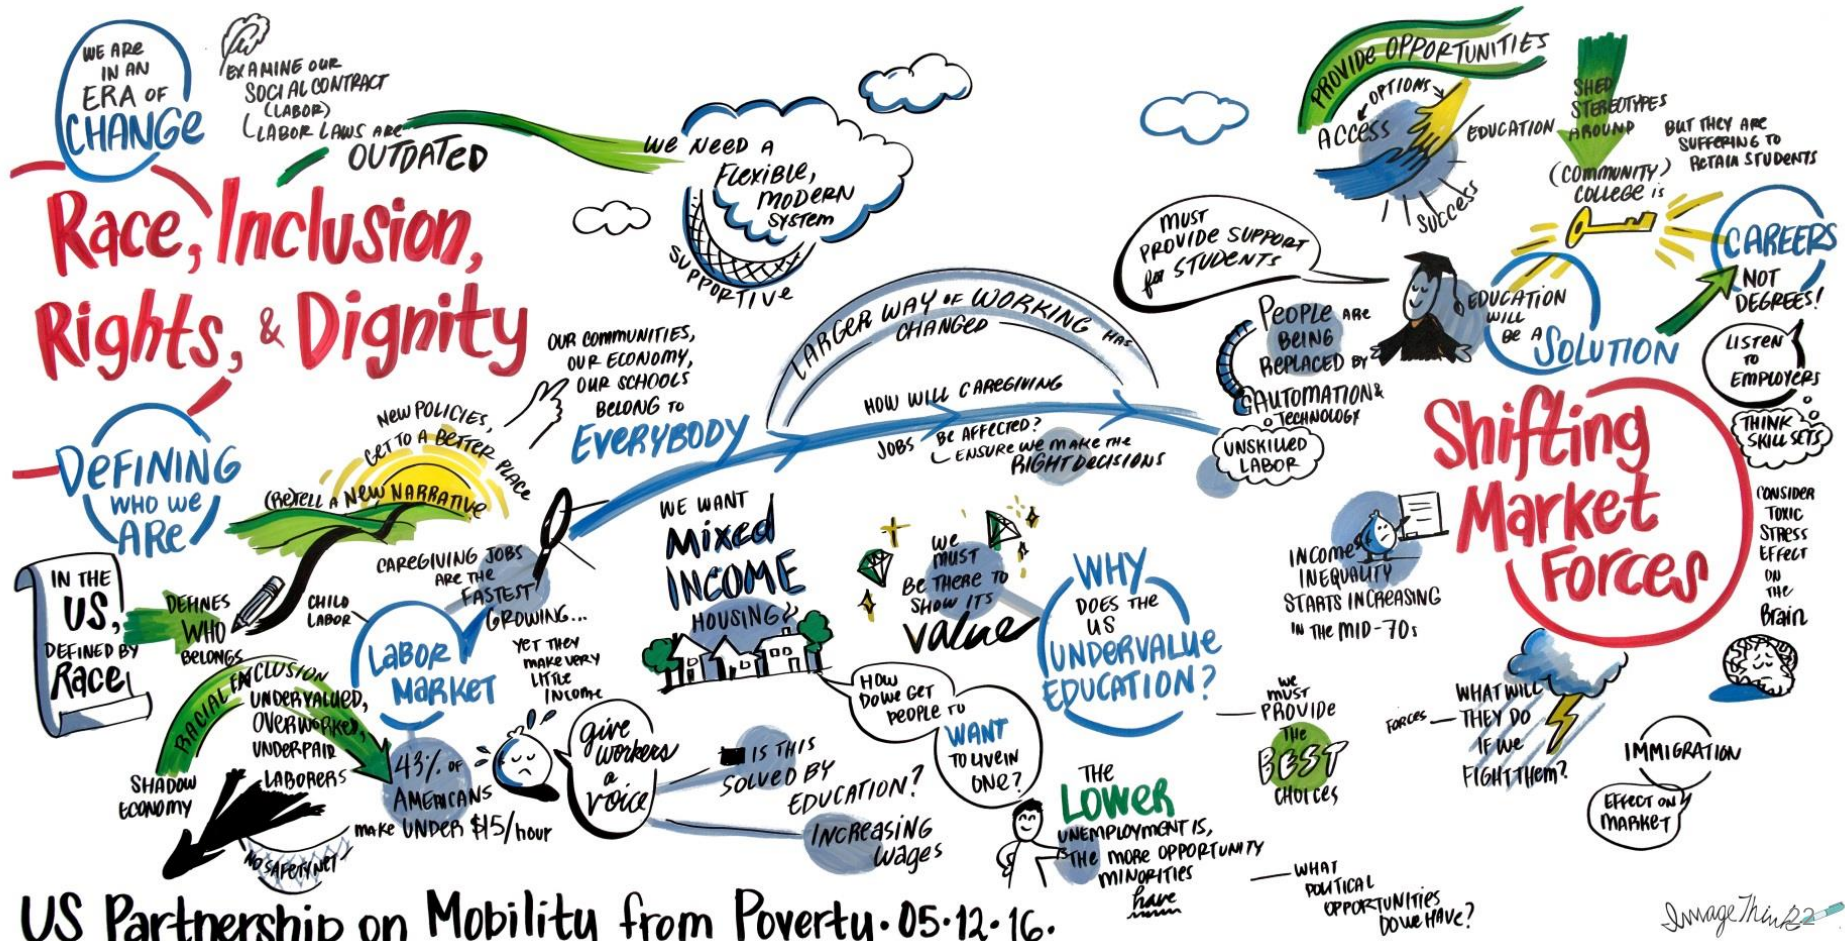 WE ARE
IN AN
ERA OF
CHANGE
EXAMINE OUR
SOCIAL CONTRACT
(LABOR)
LABOR LAWS ARE
OUTDATED
WE NEED A
FLEXIBLE,
MODERN
SYSTEM
SUPPORTIVE
Race, Inclusion,
Rights, & Dignity
DEFINING
WHO WE
ARE
NEW POLICIES,
GET TO A BETTER PLACE
(RE)TELL A NEW NARRATIVE
OUR COMMUNITIES,
OUR ECONOMY,
OUR SCHOOLS
BELONG TO
EVERYBODY
IN THE
US,
DEFINED BY
Race
DEFINES
WHO
BELONGS
CHILD
LABOR
LABOR
MARKET
CAREGIVING JOBS
ARE THE
FASTEST
GROWING...
YET THEY
MAKE VERY
LITTLE
INCOME
RACIAL EXCLUSION
UNDERVALUED,
OVERWORKED,
UNDERPAIR
LABORERS
SHADOW
ECONOMY
NO SAFETY NET
43% OF
AMERICANS
MAKE UNDER $15/hour
give
workers
a
voice
IS THIS
SOLVED BY
EDUCATION?
INCREASING
wages
WE WANT
Mixed
INCOME
HOUSING
HOW
DO WE GET
PEOPLE TO
WANT
TO LIVE IN
ONE?
LARGER WAY OF WORKING HAS
CHANGED
HOW WILL CAREGIVING
JOBS BE AFFECTED?
ENSURE WE MAKE THE
RIGHT DECISIONS
WE
MUST
BE THERE TO
SHOW ITS
value
WHY
DOES THE
US
UNDERVALUE
EDUCATION?
WE
MUST
PROVIDE
THE
BEST
CHOICES
THE
LOWER
UNEMPLOYMENT IS,
THE MORE OPPORTUNITY
MINORITIES
have
WHAT
POLITICAL
OPPORTUNITIES
DO WE HAVE?
PROVIDE OPPORTUNITIES
OPTIONS
ACCESS
EDUCATION
SUCCESS
SHED
STEREOTYPES
AROUND
(COMMUNITY)
COLLEGE is
BUT THEY ARE
SUFFERING TO
RETAIN STUDENTS
CAREERS
NOT
DEGREES!
MUST
PROVIDE SUPPORT
for STUDENTS
EDUCATION
WILL
BE A SOLUTION
PEOPLE ARE
BEING
REPLACED BY
AUTOMATION &
TECHNOLOGY
UNSKILLED
LABOR
LISTEN
TO
EMPLOYERS
THINK
SKILL SETS
Shifting
Market
Forces
INCOME
INEQUALITY
STARTS INCREASING
IN THE MID-70s
CONSIDER
TOXIC
STRESS
EFFECT
ON
THE
Brain
FORCES
WHAT WILL
THEY DO
IF WE
FIGHT THEM?
IMMIGRATION
EFFECT ON
MARKET
US Partnership on Mobility from Poverty. 05.12.16.
ImageThink
22